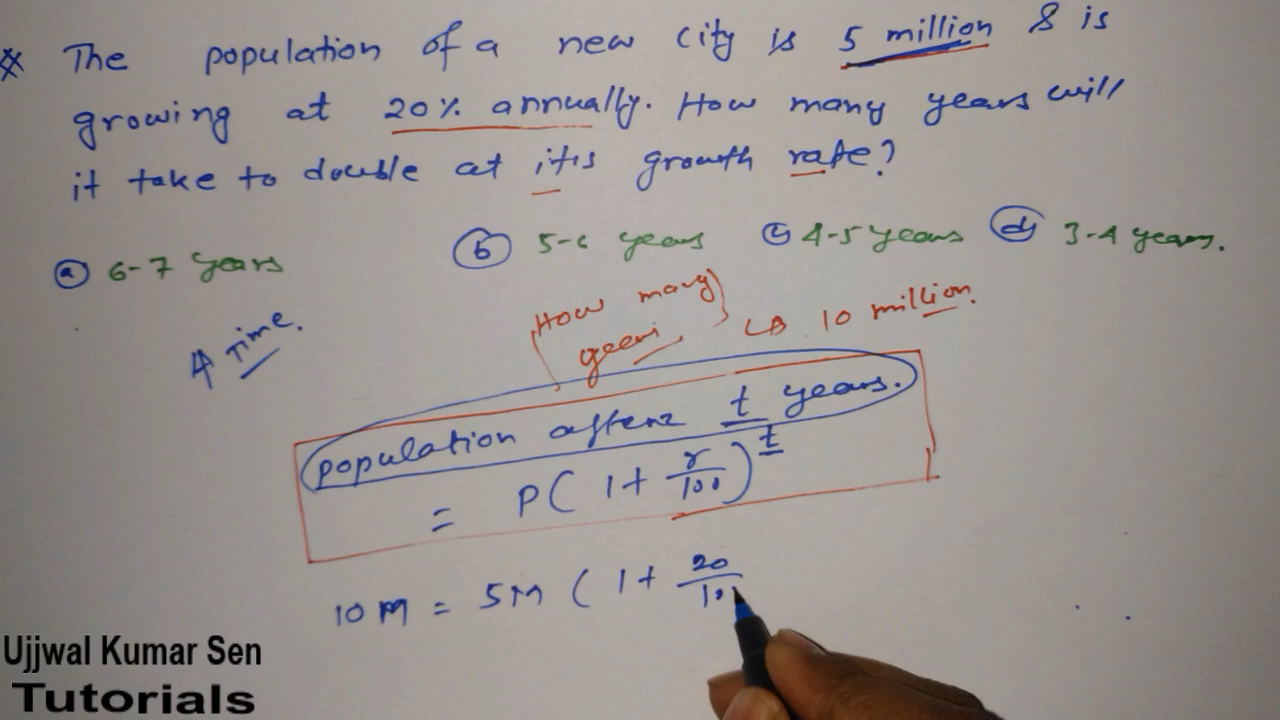 The population of a new city is 5 million & is
growing at 20% annually. How many years will
it take to double at it's growth rate?
(a) 6-7 years (b) 5-6 years (c) 4-5 years (d) 3-4 years.
How many
years
↳ 10 million.
Time.
population after t years.
= P(1+ r/100)^t
10 M = 5M (1+ 20/10
Ujjwal Kumar Sen
Tutorials